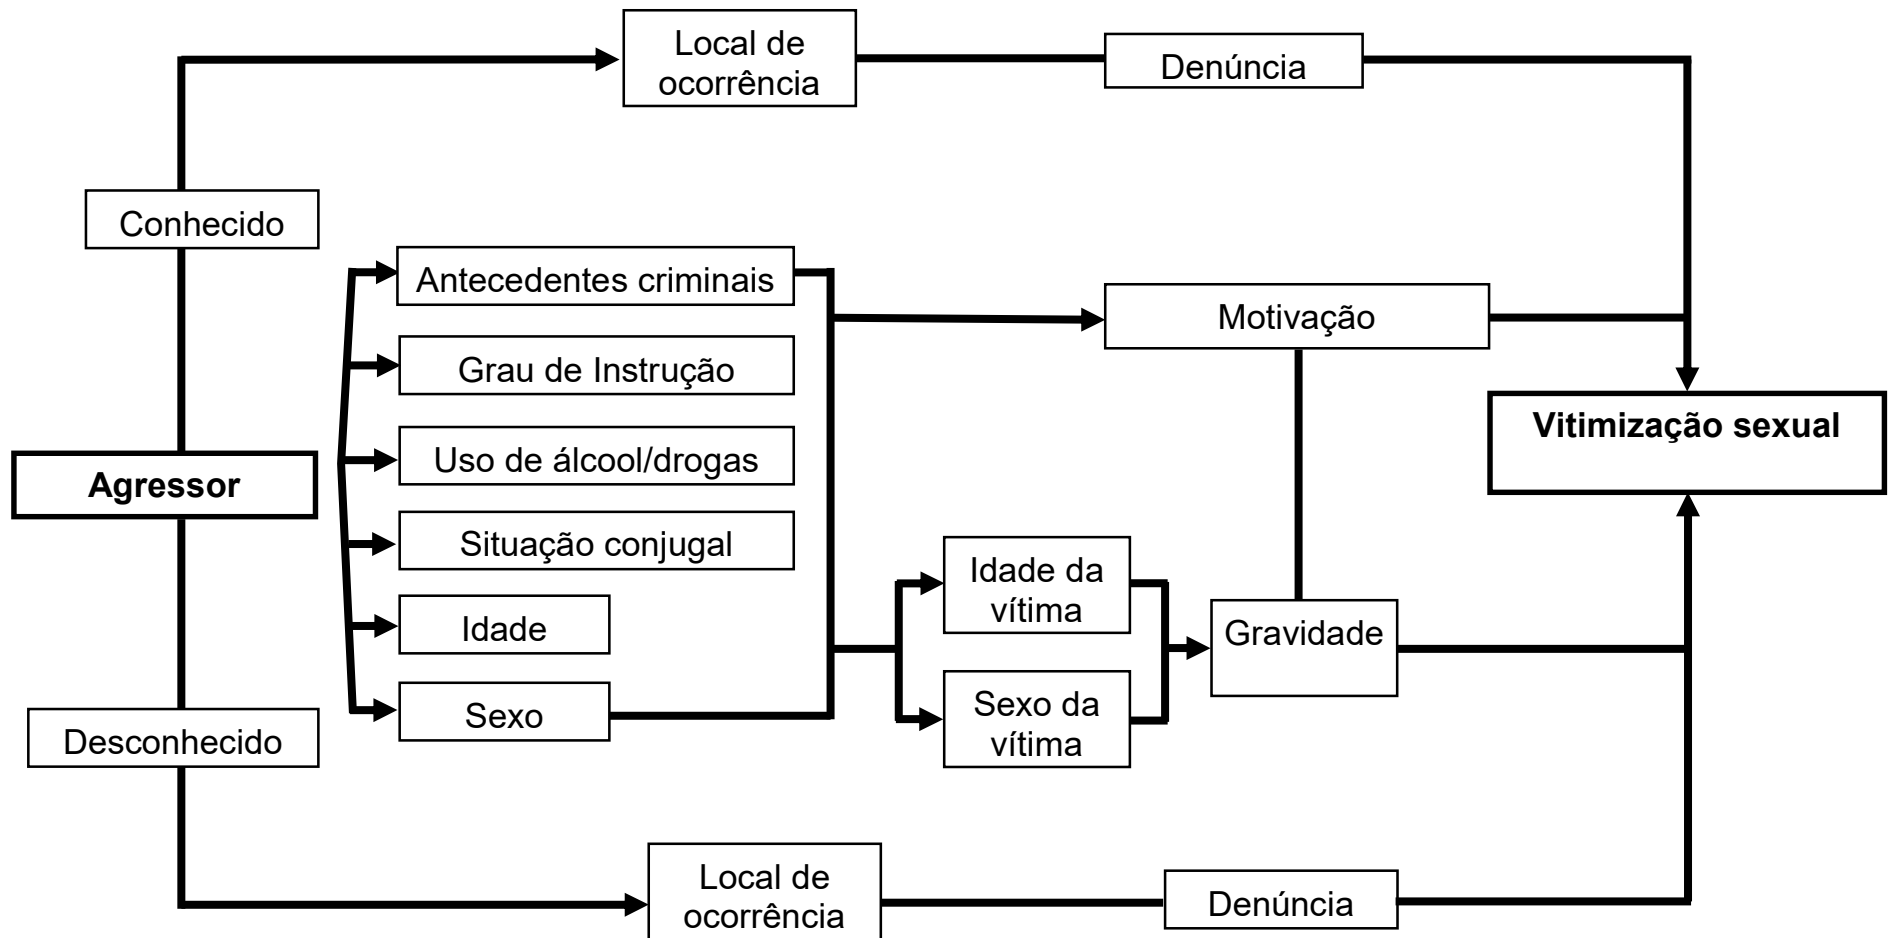 Local de
ocorrência
Denúncia
Conhecido
Antecedentes criminais
Motivação
Grau de Instrução
Vitimização sexual
Uso de álcool/drogas
Agressor
Situação conjugal
Idade da
vítima
Idade
Gravidade
Sexo
Sexo da
vítima
Desconhecido
Local de
ocorrência
Denúncia